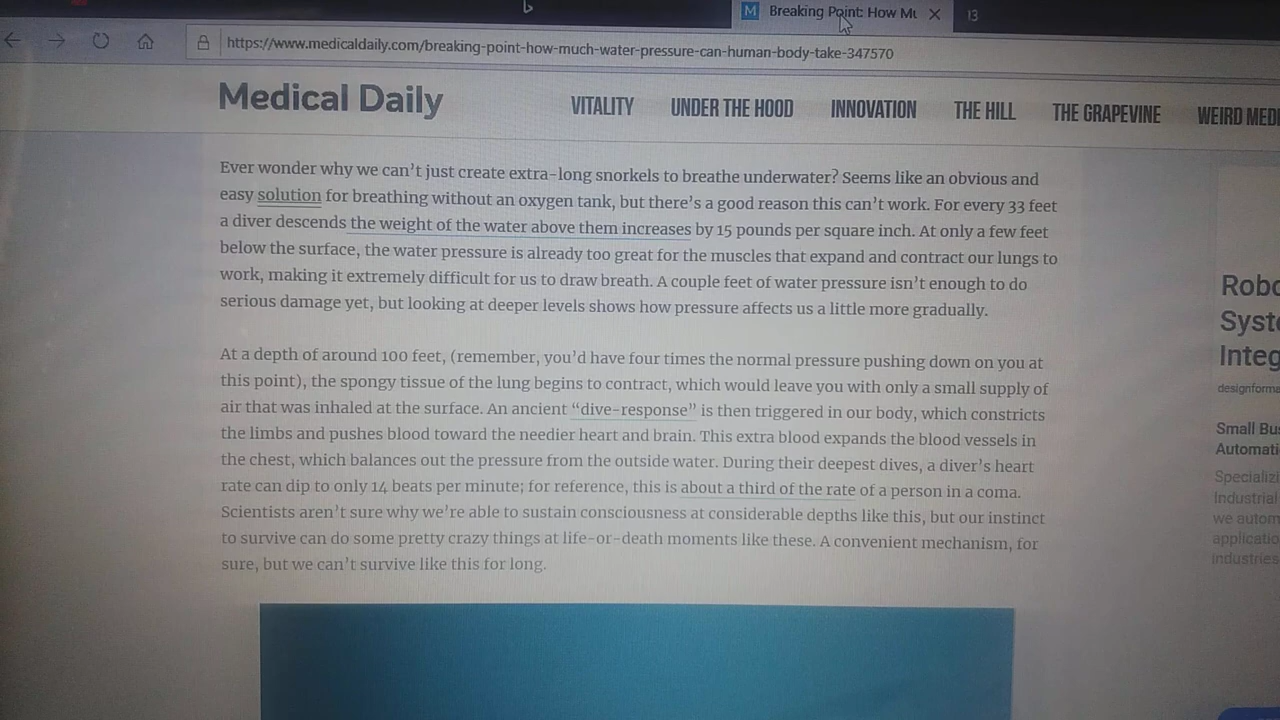 Breaking Point: How Mu
13
https://www.medicaldaily.com/breaking-point-how-much-water-pressure-can-human-body-take-347570
Medical Daily
VITALITY UNDER THE HOOD INNOVATION THE HILL THE GRAPEVINE WEIRD MED
Ever wonder why we can’t just create extra-long snorkels to breathe underwater? Seems like an obvious and
easy solution for breathing without an oxygen tank, but there’s a good reason this can’t work. For every 33 feet
a diver descends the weight of the water above them increases by 15 pounds per square inch. At only a few feet
below the surface, the water pressure is already too great for the muscles that expand and contract our lungs to
work, making it extremely difficult for us to draw breath. A couple feet of water pressure isn’t enough to do
serious damage yet, but looking at deeper levels shows how pressure affects us a little more gradually.
At a depth of around 100 feet, (remember, you’d have four times the normal pressure pushing down on you at
this point), the spongy tissue of the lung begins to contract, which would leave you with only a small supply of
air that was inhaled at the surface. An ancient “dive-response” is then triggered in our body, which constricts
the limbs and pushes blood toward the needier heart and brain. This extra blood expands the blood vessels in
the chest, which balances out the pressure from the outside water. During their deepest dives, a diver’s heart
rate can dip to only 14 beats per minute; for reference, this is about a third of the rate of a person in a coma.
Scientists aren’t sure why we’re able to sustain consciousness at considerable depths like this, but our instinct
to survive can do some pretty crazy things at life-or-death moments like these. A convenient mechanism, for
sure, but we can’t survive like this for long.
Robo
Syste
Integ
designforma
Small Bus
Automati
Specializi
Industrial
we autom
applicatio
industries